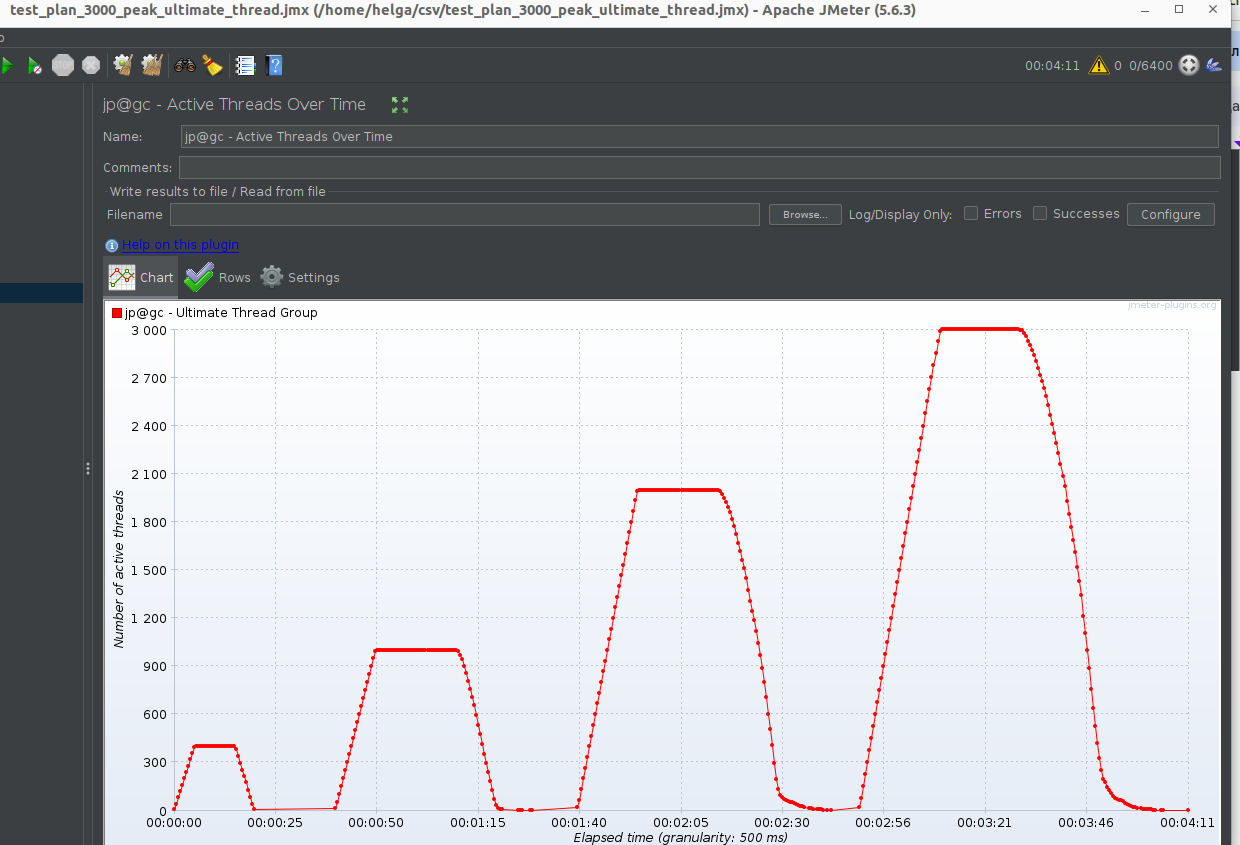 test_plan_3000_peak_ultimate_thread.jmx (/home/helga/csv/test_plan_3000_peak_ultimate_thread.jmx) - Apache JMeter (5.6.3)
00:04:11 0 0/6400
jp@gc - Active Threads Over Time
Name: jp@gc - Active Threads Over Time
Comments:
Write results to file / Read from file
Filename Browse... Log/Display Only: Errors Successes Configure
Help on this plugin
Chart Rows Settings
jmeter-plugins.org
jp@gc - Ultimate Thread Group
3 000
2 700
2 400
2 100
1 800
1 500
1 200
900
600
300
0
Number of active threads
00:00:00 00:00:25 00:00:50 00:01:15 00:01:40 00:02:05 00:02:30 00:02:56 00:03:21 00:03:46 00:04:11
Elapsed time (granularity: 500 ms)